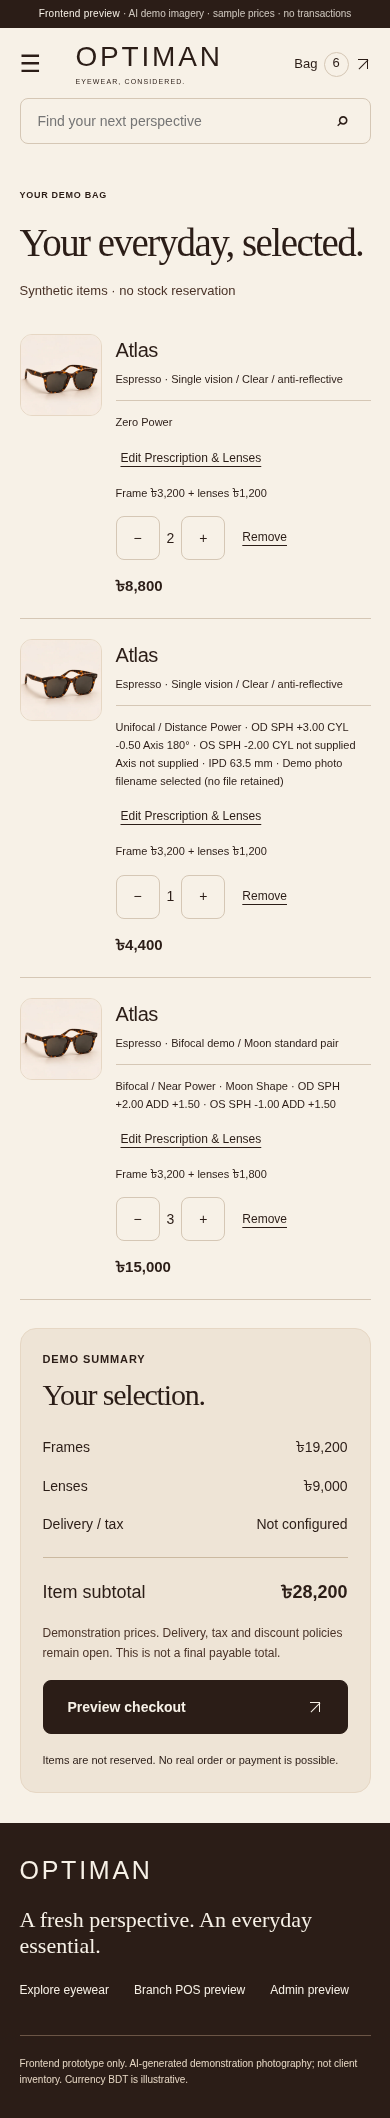 Frontend preview · AI demo imagery · sample prices · no transactions
OPTIMAN
EYEWEAR, CONSIDERED.
Bag 6
Find your next perspective
YOUR DEMO BAG
Your everyday, selected.
Synthetic items · no stock reservation
Atlas
Espresso · Single vision / Clear / anti-reflective
Zero Power
Edit Prescription & Lenses
Frame ৳3,200 + lenses ৳1,200
− 2 + Remove
৳8,800
Atlas
Espresso · Single vision / Clear / anti-reflective
Unifocal / Distance Power · OD SPH +3.00 CYL
-0.50 Axis 180° · OS SPH -2.00 CYL not supplied
Axis not supplied · IPD 63.5 mm · Demo photo
filename selected (no file retained)
Edit Prescription & Lenses
Frame ৳3,200 + lenses ৳1,200
− 1 + Remove
৳4,400
Atlas
Espresso · Bifocal demo / Moon standard pair
Bifocal / Near Power · Moon Shape · OD SPH
+2.00 ADD +1.50 · OS SPH -1.00 ADD +1.50
Edit Prescription & Lenses
Frame ৳3,200 + lenses ৳1,800
− 3 + Remove
৳15,000
DEMO SUMMARY
Your selection.
Frames ৳19,200
Lenses ৳9,000
Delivery / tax Not configured
Item subtotal ৳28,200
Demonstration prices. Delivery, tax and discount policies
remain open. This is not a final payable total.
Preview checkout
Items are not reserved. No real order or payment is possible.
OPTIMAN
A fresh perspective. An everyday
essential.
Explore eyewear Branch POS preview Admin preview
Frontend prototype only. AI-generated demonstration photography; not client
inventory. Currency BDT is illustrative.